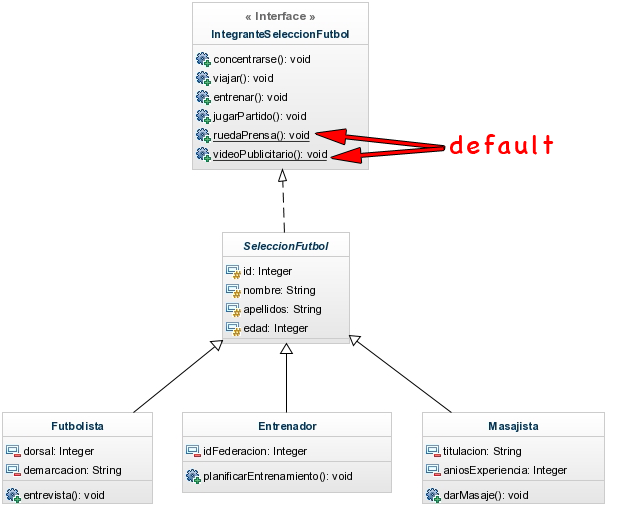 « Interface »
IntegranteSeleccionFutbol
concentrarse(): void
viajar(): void
entrenar(): void
jugarPartido(): void
ruedaPrensa(): void
videoPublicitario(): void
default
SeleccionFutbol
id: Integer
nombre: String
apellidos: String
edad: Integer
Futbolista
dorsal: Integer
demarcacion: String
entrevista(): void
Entrenador
idFederacion: Integer
planificarEntrenamiento(): void
Masajista
titulacion: String
aniosExperiencia: Integer
darMasaje(): void